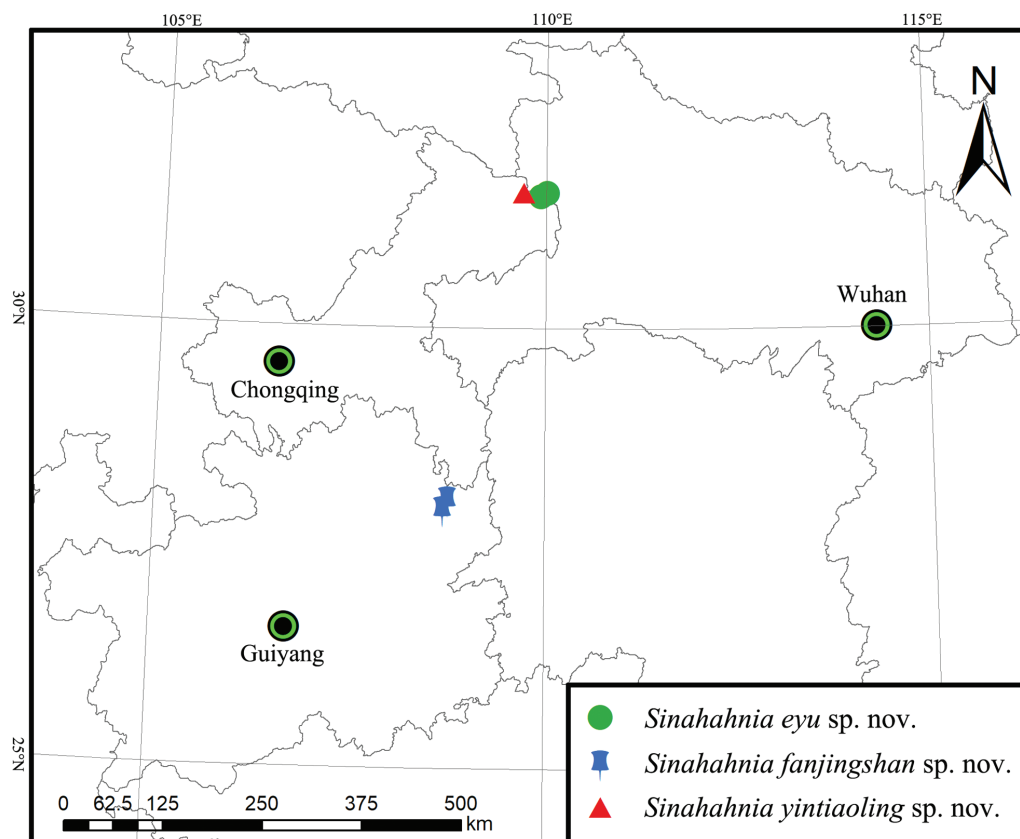 105°E 110°E 115°E
N
30°N
Wuhan
Chongqing
Guiyang
25°N
Sinahahnia eyu sp. nov.
Sinahahnia fanjingshan sp. nov.
Sinahahnia yintiaoling sp. nov.
0 62.5 125 250 375 500
km